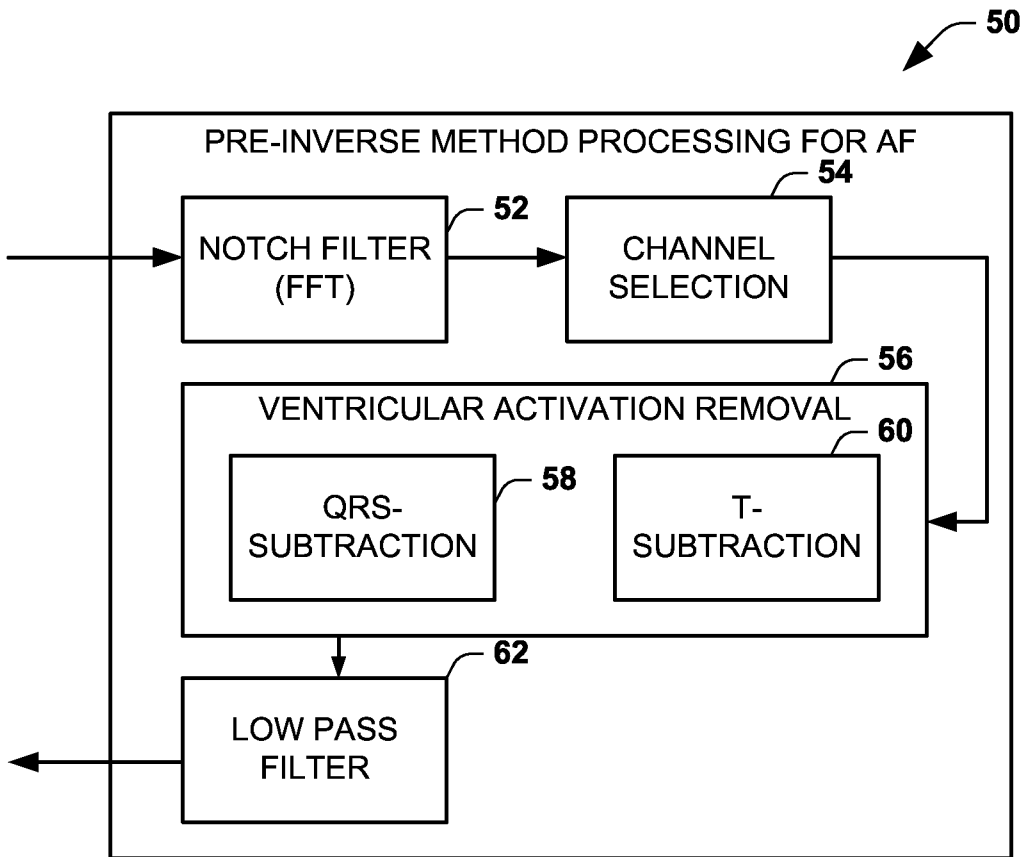 50
PRE-INVERSE METHOD PROCESSING FOR AF
52
54
NOTCH FILTER
(FFT)
CHANNEL
SELECTION
56
VENTRICULAR ACTIVATION REMOVAL
58
60
QRS-
SUBTRACTION
T-
SUBTRACTION
62
LOW PASS
FILTER